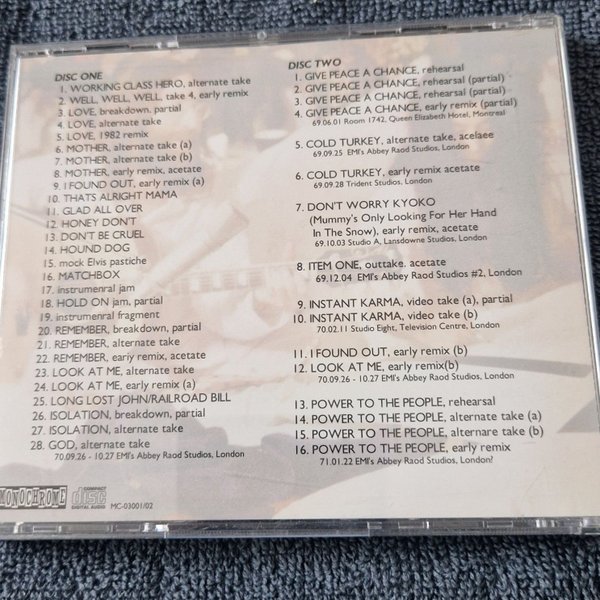 DISC ONE
1. WORKING CLASS HERO, alternate take
2. WELL, WELL, WELL, take 4, early remix
3. LOVE, breakdown, partial
4. LOVE, alternate take
5. LOVE, 1982 remix
6. MOTHER, alternate take (a)
7. MOTHER, alternate take (b)
8. MOTHER, early remix, acetate
9. I FOUND OUT, early remix (a)
10. THATS ALRIGHT MAMA
11. GLAD ALL OVER
12. HONEY DON'T
13. DON'T BE CRUEL
14. HOUND DOG
15. mock Elvis pastiche
16. MATCHBOX
17. instrumenral jam
18. HOLD ON jam, partial
19. instrumenral fragment
20. REMEMBER, breakdown, partial
21. REMEMBER, alternate take
22. REMEMBER, eariy remix, acetate
23. LOOK AT ME, alternate take
24. LOOK AT ME, early remix (a)
25. LONG LOST JOHN/RAILROAD BILL
26. ISOLATION, breakdown, partial
27. ISOLATION, alternate take
28. GOD, alternate take
70.09.26 - 10.27 EMI's Abbey Raod Studios, London
MONOCHROME
COMPACT
disc
DIGITAL AUDIO
MC-03001/02
DISC TWO
1. GIVE PEACE A CHANCE, rehearsal
2. GIVE PEACE A CHANCE, rehearsal (partial)
3. GIVE PEACE A CHANCE, rehearsal (partial)
4. GIVE PEACE A CHANCE, early remix (partial)
69.06.01 Room 1742, Queen Elizabeth Hotel, Montreal
5. COLD TURKEY, alternate take, acelaee
69.09.25 EMI's Abbey Raod Studios, London
6. COLD TURKEY, early remix acetate
69.09.28 Trident Studios, London
7. DON'T WORRY KYOKO
(Mummy's Only Looking For Her Hand
In The Snow), early remix, acetate
69.10.03 Studio A, Lansdowne Studios, London
8. ITEM ONE, outtake. acetate
69.12.04 EMI's Abbey Raod Studios #2, London
9. INSTANT KARMA, video take (a), partial
10. INSTANT KARMA, video take (b)
70.02.11 Studio Eight, Television Centre, London
11. I FOUND OUT, early remix (b)
12. LOOK AT ME, early remix(b)
70.09.26 - 10.27 EMI's Abbey Raod Studios, London
13. POWER TO THE PEOPLE, rehearsal
14. POWER TO THE PEOPLE, alternate take (a)
15. POWER TO THE PEOPLE, alternare take (b)
16. POWER TO THE PEOPLE, early remix
71.01.22 EMI's Abbey Raod Studios, London?